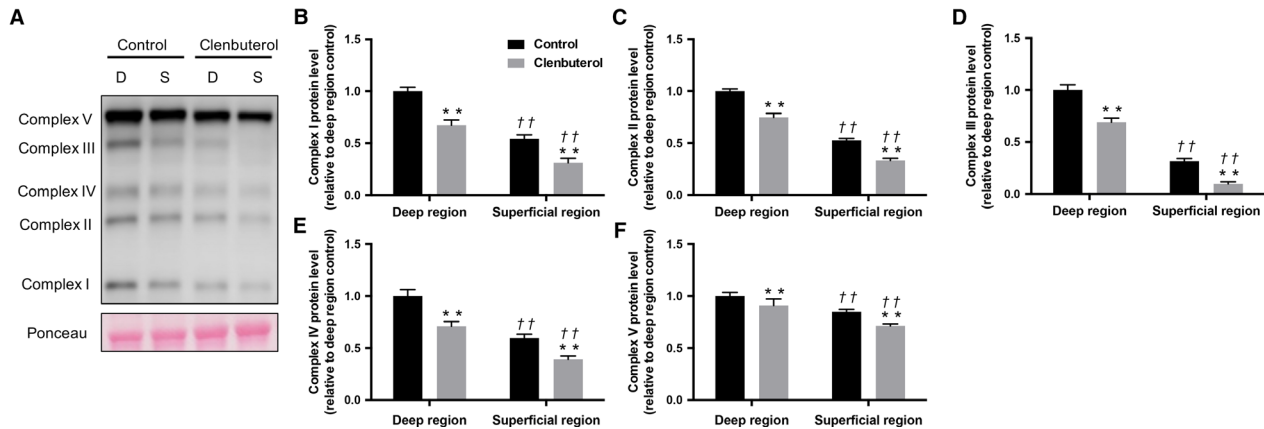 A
Control Clenbuterol
D S D S
Complex V
Complex III
Complex IV
Complex II
Complex I
Ponceau
B
Complex I protein level
(relative to deep region control)
1.5
1.0
0.5
0.0
Control
Clenbuterol
* *
††
††
* *
Deep region Superficial region
C
Complex II protein level
(relative to deep region control)
1.5
1.0
0.5
0.0
* *
††
††
* *
Deep region Superficial region
D
Complex III protein level
(relative to deep region control)
1.5
1.0
0.5
0.0
* *
††
††
* *
Deep region Superficial region
E
Complex IV protein level
(relative to deep region control)
1.5
1.0
0.5
0.0
* *
††
††
* *
Deep region Superficial region
F
Complex V protein level
(relative to deep region control)
1.5
1.0
0.5
0.0
* *
††
††
* *
Deep region Superficial region